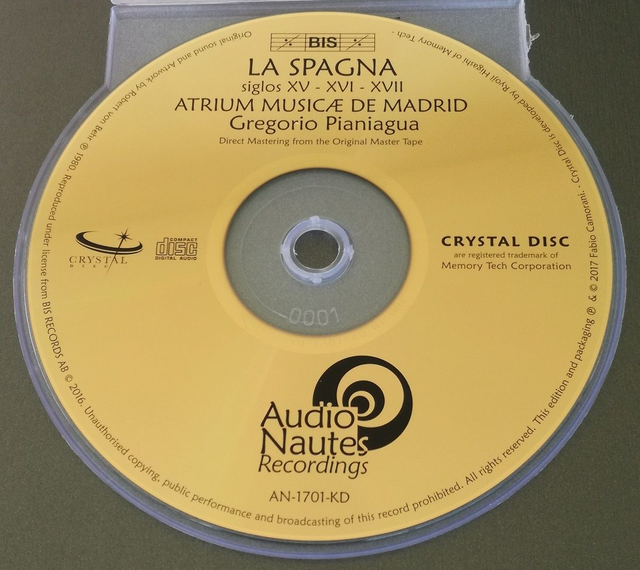 BIS
LA SPAGNA
siglos XV - XVI - XVII
ATRIUM MUSICÆ DE MADRID
Gregorio Pianiagua
Direct Mastering from the Original Master Tape
CRYSTAL
DISC
COMPACT
disc
DIGITAL AUDIO
CRYSTAL DISC
are registered trademark of
Memory Tech Corporation
0001
Audio
Nautes
Recordings
AN-1701-KD
Original sound and Artwork by Robert von Bahr ℗ 1980. Reproduced under license from BIS RECORDS AB © 2016. Unauthorised copying, public performance and broadcasting of this record prohibited. All rights reserved. This edition and packaging ℗ & © 2017 Fabio Camorani. - Crystal Disc is developed by Ryoji Higashi of Memory Tech -